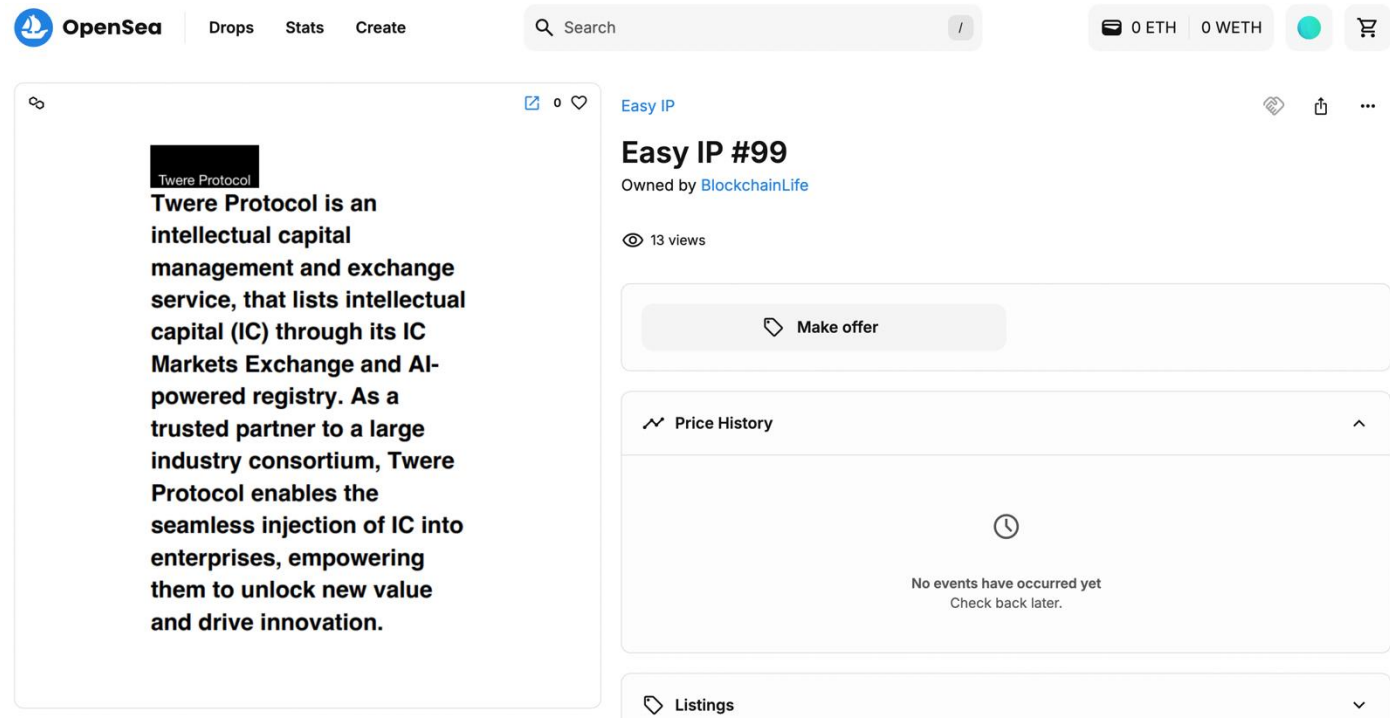 OpenSea
Drops
Stats
Create
Search
/
0 ETH
0 WETH
0
Twere Protocol
Twere Protocol is an
intellectual capital
management and exchange
service, that lists intellectual
capital (IC) through its IC
Markets Exchange and AI-
powered registry. As a
trusted partner to a large
industry consortium, Twere
Protocol enables the
seamless injection of IC into
enterprises, empowering
them to unlock new value
and drive innovation.
Easy IP
Easy IP #99
Owned by BlockchainLife
13 views
Make offer
Price History
No events have occurred yet
Check back later.
Listings